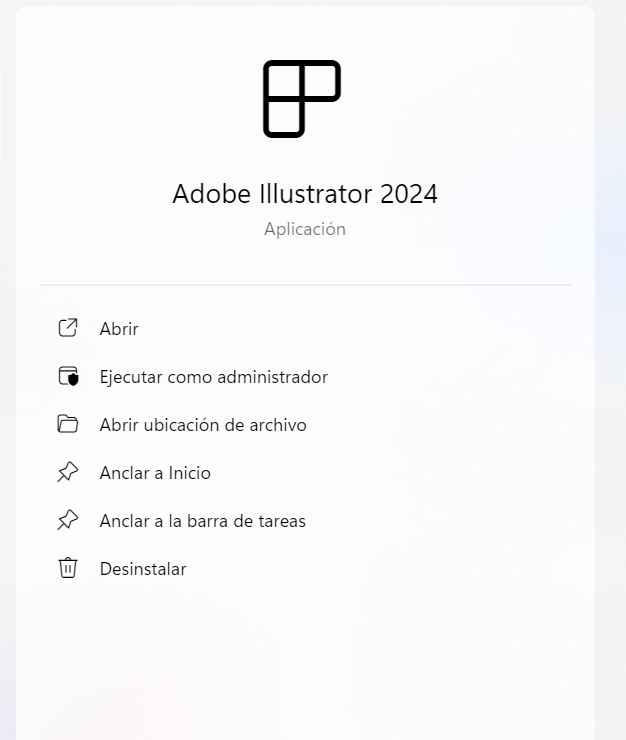 Adobe Illustrator 2024
Aplicación
Abrir
Ejecutar como administrador
Abrir ubicación de archivo
Anclar a Inicio
Anclar a la barra de tareas
Desinstalar